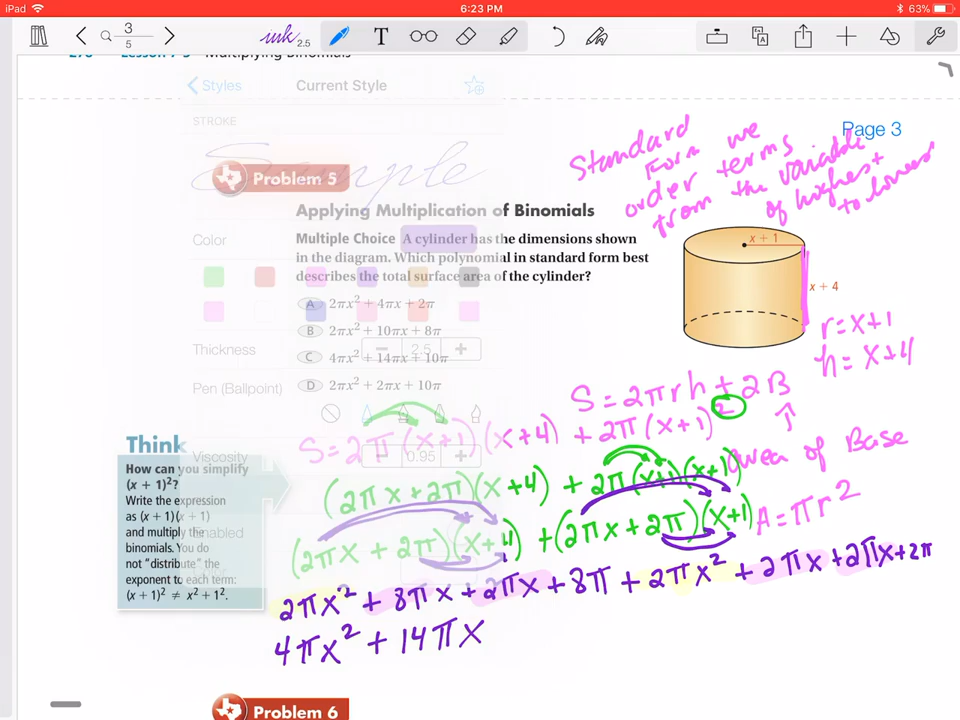 iPad
6:23 PM
63%
3
5
ink 2.5
T
270 Lesson 7-3 Multiplying Binomials
Styles
Current Style
STROKE
Page 3
Sample
Standard
Form we
order terms
from the variable
of highest
to lowest
Problem 5
Applying Multiplication of Binomials
Color
Multiple Choice A cylinder has the dimensions shown
in the diagram. Which polynomial in standard form best
describes the total surface area of the cylinder?
x + 1
x + 4
A 2πx² + 4πx + 2π
B 2πx² + 10πx + 8π
C 4πx² + 14πx + 10π
D 2πx² + 2πx + 10π
r = x+1
h = x+4
Thickness
2.5
Pen (Ballpoint)
S = 2πrh + 2B
S = 2π(x+1)(x+4) + 2π(x+1)²
Area of Base
A = πr²
Viscosity
0.95
Enabled
Think
How can you simplify
(x + 1)²?
Write the expression
as (x + 1)(x + 1)
and multiply the
binomials. You do
not "distribute" the
exponent to each term:
(x + 1)² ≠ x² + 1².
(2πx + 2π)(x+4) + 2π(x+1)(x+1)
(2πx + 2π)(x+4) + (2πx + 2π)(x+1)
2πx² + 8πx + 2πx + 8π + 2πx² + 2πx + 2πx + 2π
4πx² + 14πx
Problem 6